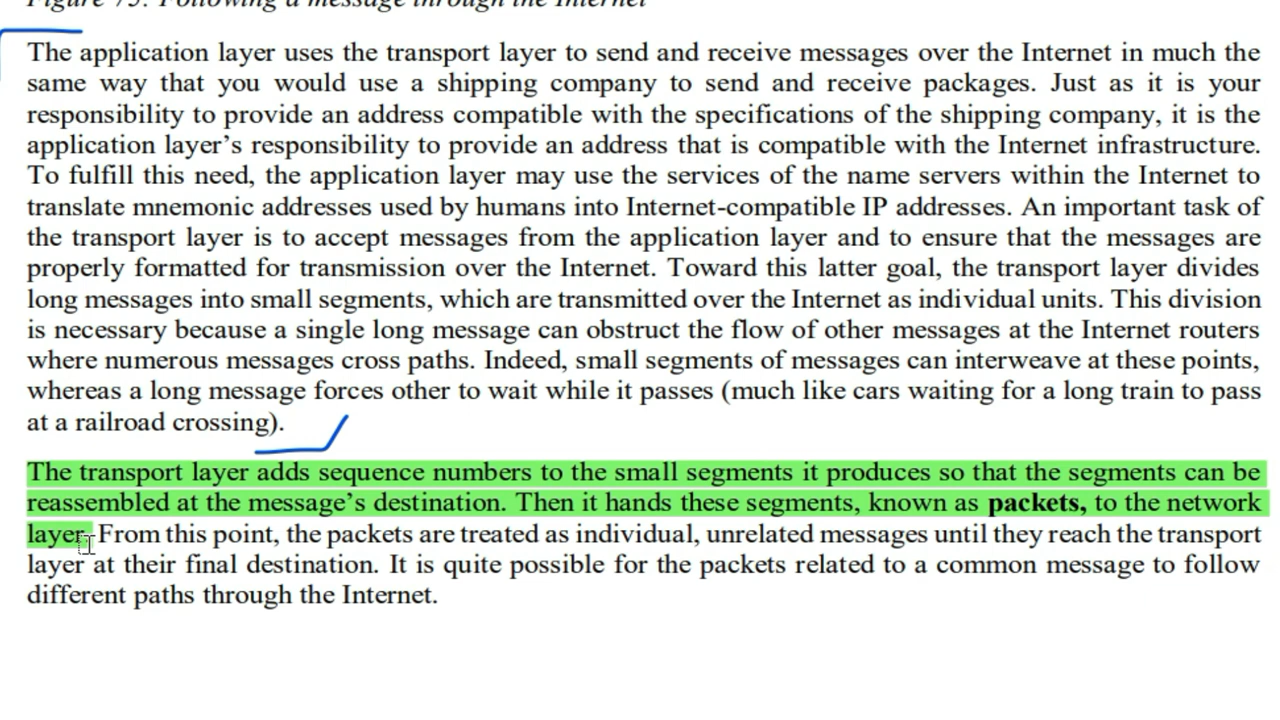 Figure 75. Following a message through the Internet
The application layer uses the transport layer to send and receive messages over the Internet in much the
same way that you would use a shipping company to send and receive packages. Just as it is your
responsibility to provide an address compatible with the specifications of the shipping company, it is the
application layer’s responsibility to provide an address that is compatible with the Internet infrastructure.
To fulfill this need, the application layer may use the services of the name servers within the Internet to
translate mnemonic addresses used by humans into Internet-compatible IP addresses. An important task of
the transport layer is to accept messages from the application layer and to ensure that the messages are
properly formatted for transmission over the Internet. Toward this latter goal, the transport layer divides
long messages into small segments, which are transmitted over the Internet as individual units. This division
is necessary because a single long message can obstruct the flow of other messages at the Internet routers
where numerous messages cross paths. Indeed, small segments of messages can interweave at these points,
whereas a long message forces other to wait while it passes (much like cars waiting for a long train to pass
at a railroad crossing).
The transport layer adds sequence numbers to the small segments it produces so that the segments can be
reassembled at the message’s destination. Then it hands these segments, known as packets, to the network
layer. From this point, the packets are treated as individual, unrelated messages until they reach the transport
layer at their final destination. It is quite possible for the packets related to a common message to follow
different paths through the Internet.